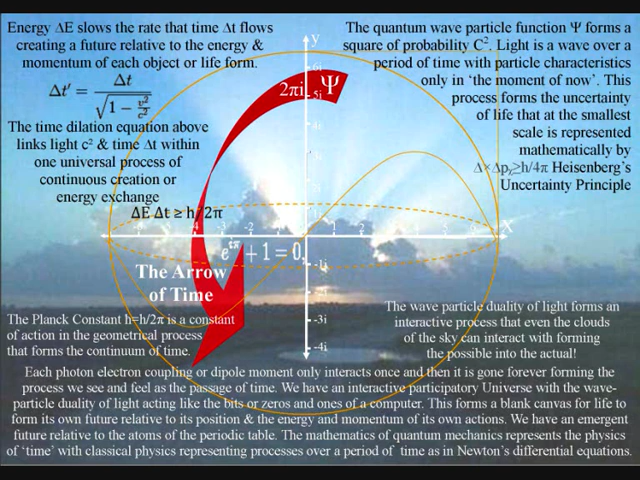 Energy ΔE slows the rate that time Δt flows
creating a future relative to the energy &
momentum of each object or life form.
Δt' = Δt / √(1 − v²/c²)
The time dilation equation above
links light c² & time Δt within
one universal process of
continuous creation or
energy exchange
ΔE Δt ≥ h/2π
The quantum wave particle function Ψ forms a
square of probability C². Light is a wave over a
period of time with particle characteristics
only in ‘the moment of now’. This
process forms the uncertainty
of life that at the smallest
scale is represented
mathematically by
Δ×Δpₓ≥h/4π Heisenberg’s
Uncertainty Principle
y
6i
2πi
Ψ
5i
4i
x
-3
-2
-1i
-3i
-4i
+ 1 = 0
The Arrow
of Time
The Planck Constant h=h/2π is a constant
of action in the geometrical process
that forms the continuum of time.
The wave particle duality of light forms an
interactive process that even the clouds
of the sky can interact with forming
the possible into the actual!
Each photon electron coupling or dipole moment only interacts once and then it is gone forever forming the
process we see and feel as the passage of time. We have an interactive participatory Universe with the wave-
particle duality of light acting like the bits or zeros and ones of a computer. This forms a blank canvas for life to
form its own future relative to its position & the energy and momentum of its own actions. We have an emergent
future relative to the atoms of the periodic table. The mathematics of quantum mechanics represents the physics
of ‘time’ with classical physics representing processes over a period of time as in Newton’s differential equations.